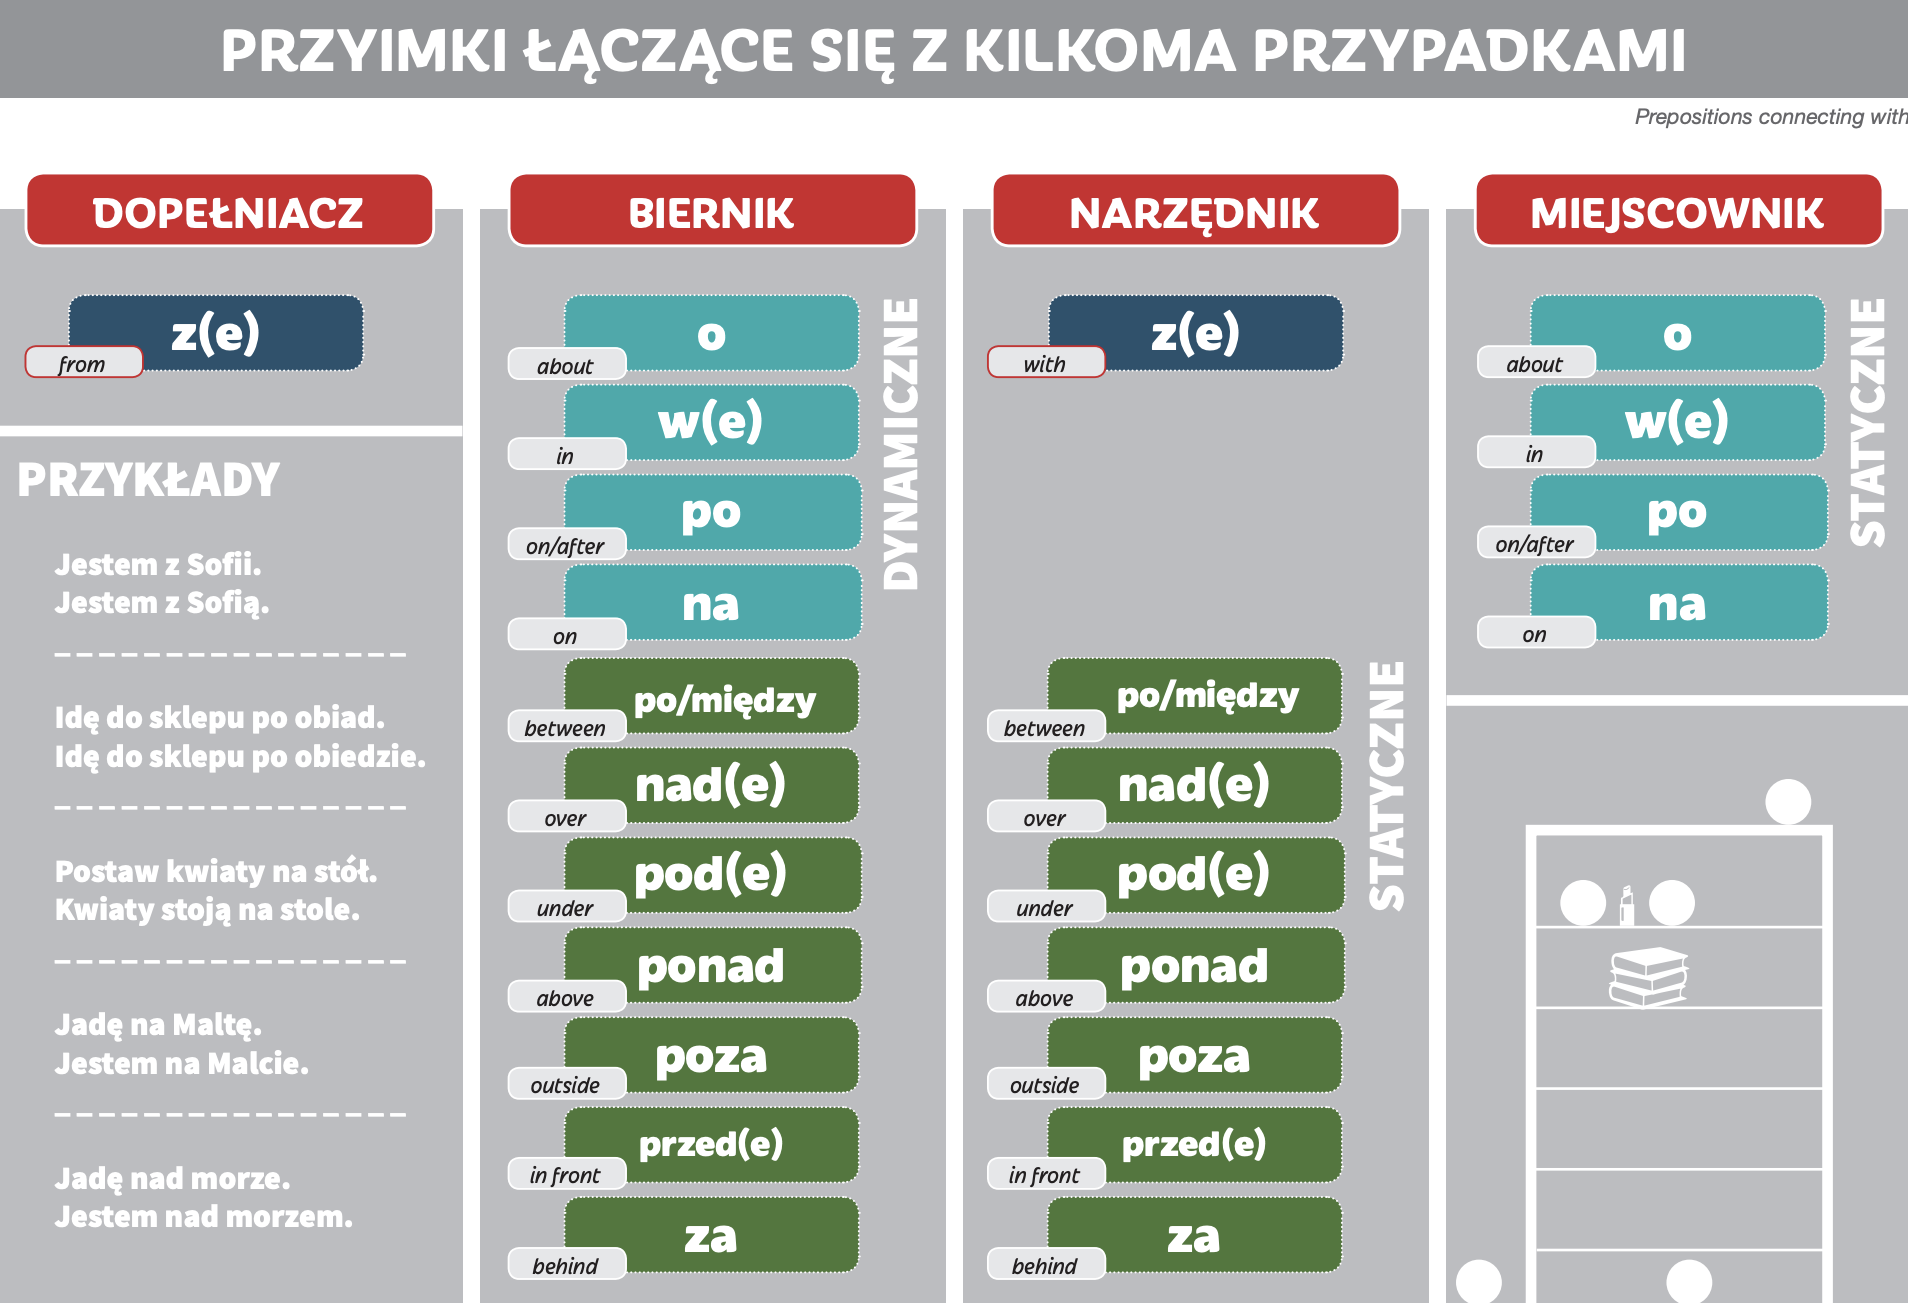 PRZYIMKI ŁĄCZĄCE SIĘ Z KILKOMA PRZYPADKAMI
Prepositions connecting with
DOPEŁNIACZ
z(e)
from
PRZYKŁADY
Jestem z Sofii.
Jestem z Sofią.
Idę do sklepu po obiad.
Idę do sklepu po obiedzie.
Postaw kwiaty na stół.
Kwiaty stoją na stole.
Jadę na Maltę.
Jestem na Malcie.
Jadę nad morze.
Jestem nad morzem.
BIERNIK
DYNAMICZNE
o
about
w(e)
in
po
on/after
na
on
po/między
between
nad(e)
over
pod(e)
under
ponad
above
poza
outside
przed(e)
in front
za
behind
NARZĘDNIK
z(e)
with
STATYCZNE
po/między
between
nad(e)
over
pod(e)
under
ponad
above
poza
outside
przed(e)
in front
za
behind
MIEJSCOWNIK
STATYCZNE
o
about
w(e)
in
po
on/after
na
on